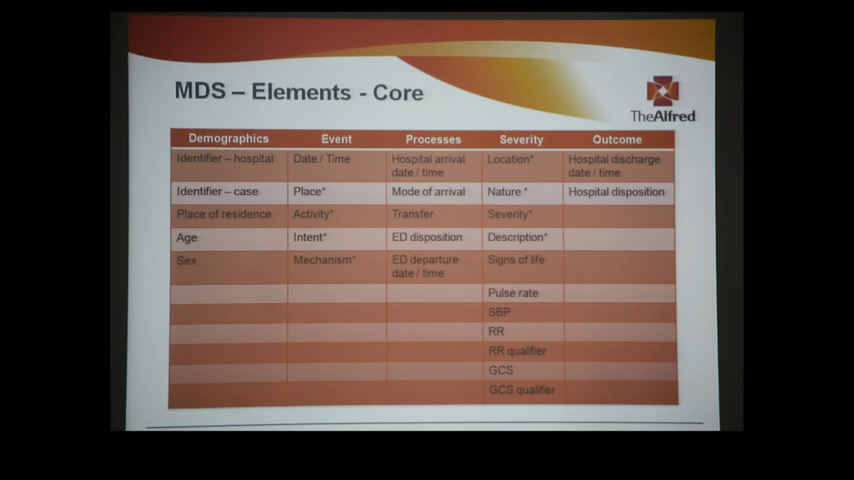 MDS – Elements - Core
TheAlfred
Demographics Event Processes Severity Outcome
Identifier – hospital Date / Time Hospital arrival date / time Location* Hospital discharge date / time
Identifier – case Place* Mode of arrival Nature * Hospital disposition
Place of residence Activity* Transfer Severity*
Age Intent* ED disposition Description*
Sex Mechanism* ED departure date / time Signs of life
Pulse rate
SBP
RR
RR qualifier
GCS
GCS qualifier